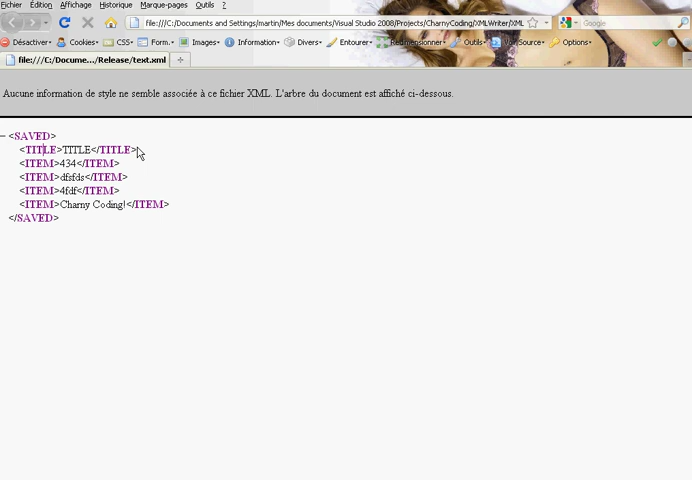 Fichier Édition Affichage Historique Marque-pages Outils ?
file:///C:/Documents and Settings/martin/Mes documents/Visual Studio 2008/Projects/CharnyCoding/XMLWriter/XML
Google
Désactiver Cookies CSS Form. Images Information Divers Entourer Redimensionner Outils Voir Source Options
file:///C:/Docume.../Release/text.xml
Aucune information de style ne semble associée à ce fichier XML. L'arbre du document est affiché ci-dessous.
− <SAVED>
<TITLE>TITLE</TITLE>
<ITEM>434</ITEM>
<ITEM>dfsfds</ITEM>
<ITEM>4fdf</ITEM>
<ITEM>Charny Coding!</ITEM>
</SAVED>